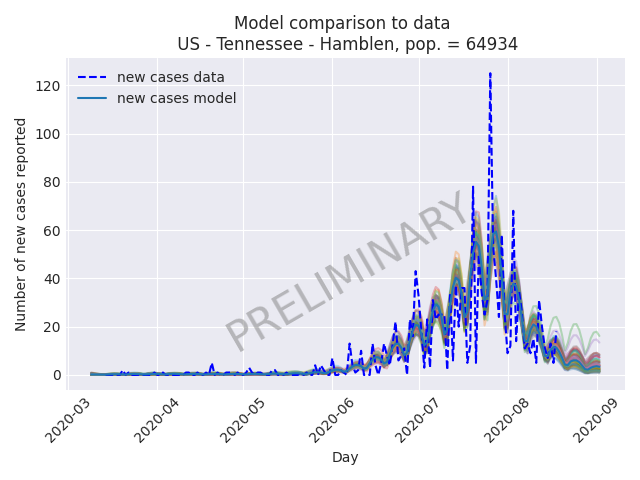 Model comparison to data
US - Tennessee - Hamblen, pop. = 64934
new cases data
new cases model
PRELIMINARY
Number of new cases reported
120
100
80
60
40
20
0
2020-03
2020-04
2020-05
2020-06
2020-07
2020-08
2020-09
Day